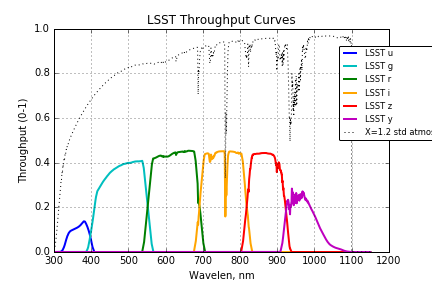 LSST Throughput Curves
Throughput (0-1)
1.0
0.8
0.6
0.4
0.2
0.0
LSST u
LSST g
LSST r
LSST i
LSST z
LSST y
X=1.2 std atmos
300 400 500 600 700 800 900 1000 1100 1200
Wavelen, nm